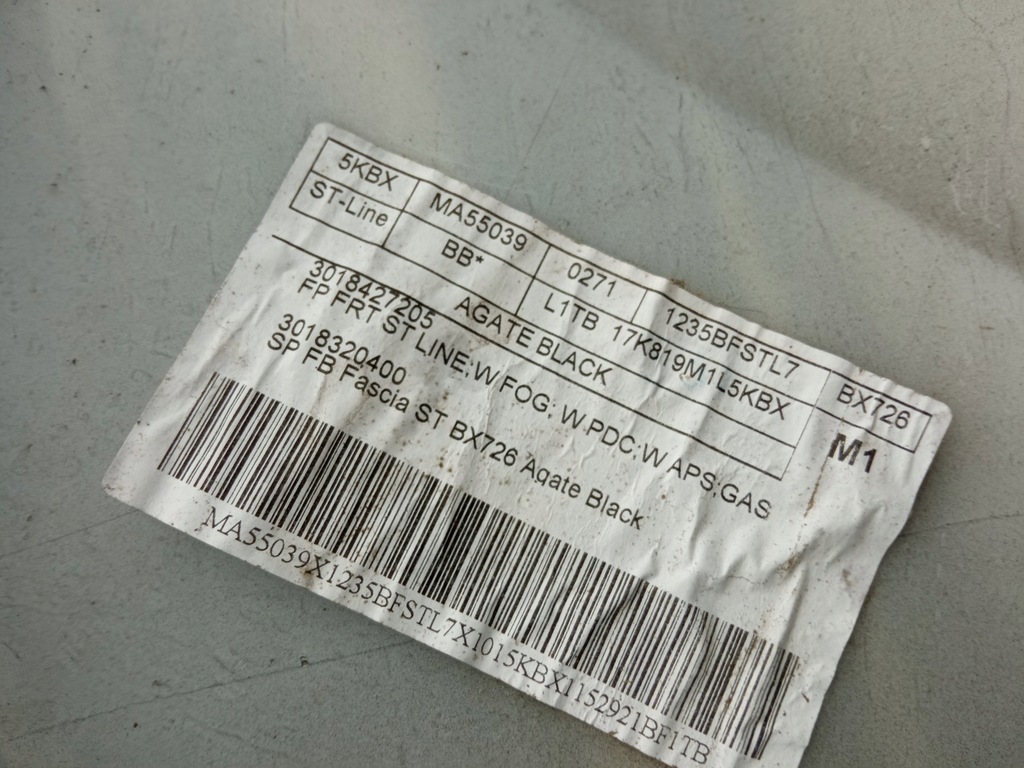 5KBX MA55039 0271 1235BFSTL7 BX726
ST-Line BB* L1TB 17K819M1L5KBX M1
AGATE BLACK
3018427205
FP FRT ST LINE;W FOG; W PDC;W APS;GAS
3018320400
SP FB Fascia ST BX726 Agate Black
MA55039X1235BFSTL7X1015KBX1152921BF1TB